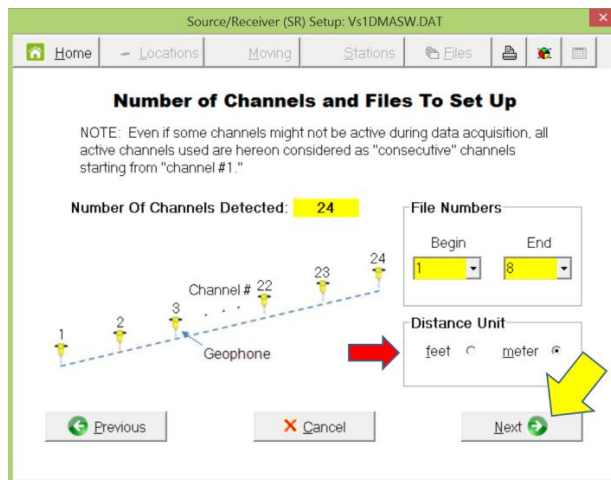 Source/Receiver (SR) Setup: Vs1DMASW.DAT
Home
Locations
Moving
Stations
Files
Number of Channels and Files To Set Up
NOTE: Even if some channels might not be active during data acquisition, all
active channels used are hereon considered as "consecutive" channels
starting from "channel #1."
Number Of Channels Detected: 24
File Numbers
Begin End
1 8
1
2
3
Channel # 22
. . .
23
24
Geophone
Distance Unit
feet meter
Previous
Cancel
Next